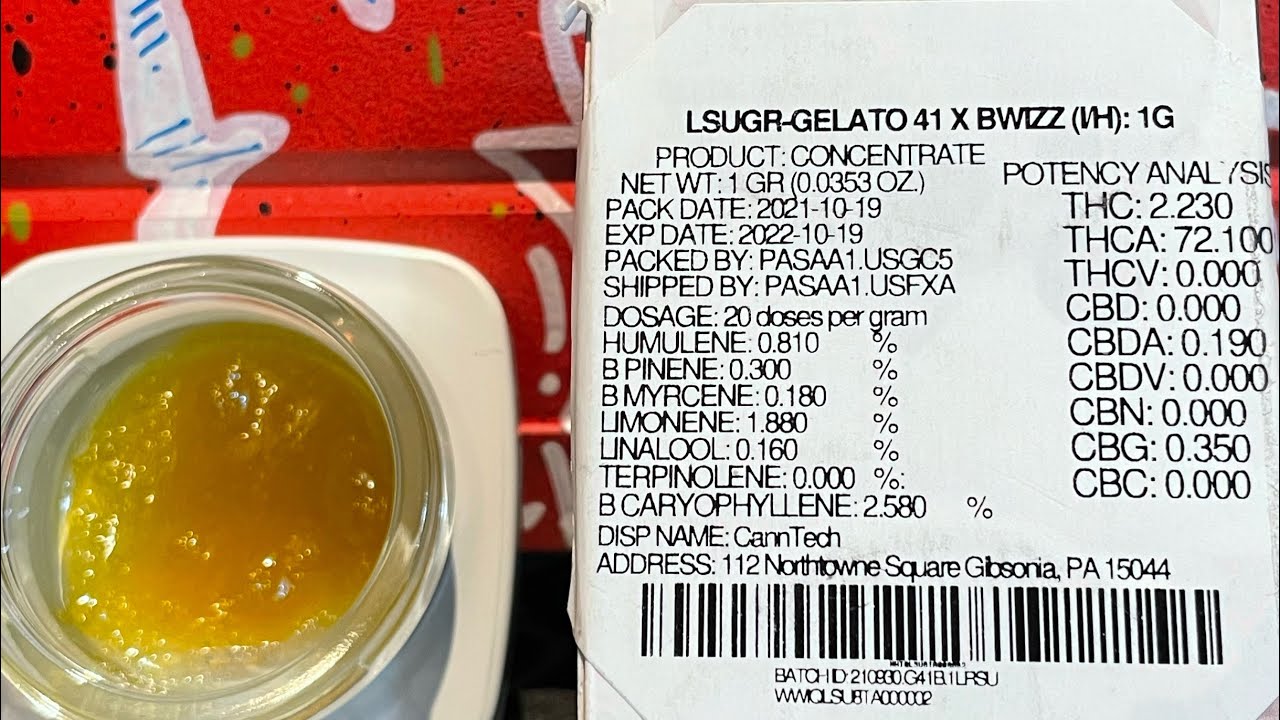 LSUGR-GELATO 41 X BWIZZ (I/H): 1G
PRODUCT: CONCENTRATE
NET WT: 1 GR (0.0353 OZ.)
PACK DATE: 2021-10-19
EXP DATE: 2022-10-19
PACKED BY: PASAA1.USGC5
SHIPPED BY: PASAA1.USFXA
DOSAGE: 20 doses per gram
HUMULENE: 0.810 %
B PINENE: 0.300 %
B MYRCENE: 0.180 %
LIMONENE: 1.880 %
LINALOOL: 0.160 %
TERPINOLENE: 0.000 %:
B CARYOPHYLLENE: 2.580 %
DISP NAME: CannTech
ADDRESS: 112 Northtowne Square Gibsonia, PA 15044
POTENCY ANALYSIS
THC: 2.230
THCA: 72.100
THCV: 0.000
CBD: 0.000
CBDA: 0.190
CBDV: 0.000
CBN: 0.000
CBG: 0.350
CBC: 0.000
BATCH ID: 210930.G41B.1LRSU